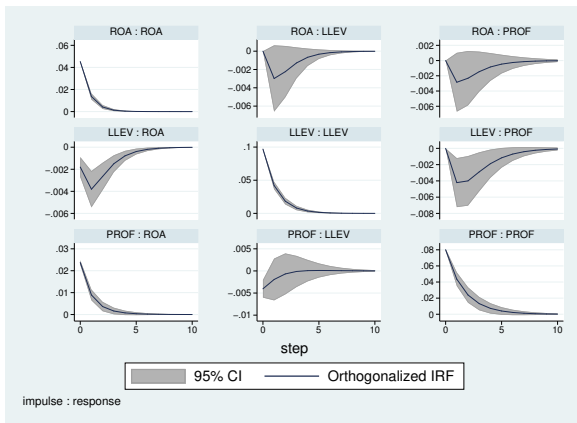 ROA : ROA
ROA : LLEV
ROA : PROF
.06
.04
.02
0
0
−.002
−.004
−.006
.002
0
−.002
−.004
−.006
LLEV : ROA
LLEV : LLEV
LLEV : PROF
0
−.002
−.004
−.006
.1
.05
0
0
−.002
−.004
−.006
−.008
PROF : ROA
PROF : LLEV
PROF : PROF
.03
.02
.01
0
.005
0
−.005
−.01
.08
.06
.04
.02
0
0 5 10
0 5 10
0 5 10
step
95% CI
Orthogonalized IRF
impulse : response